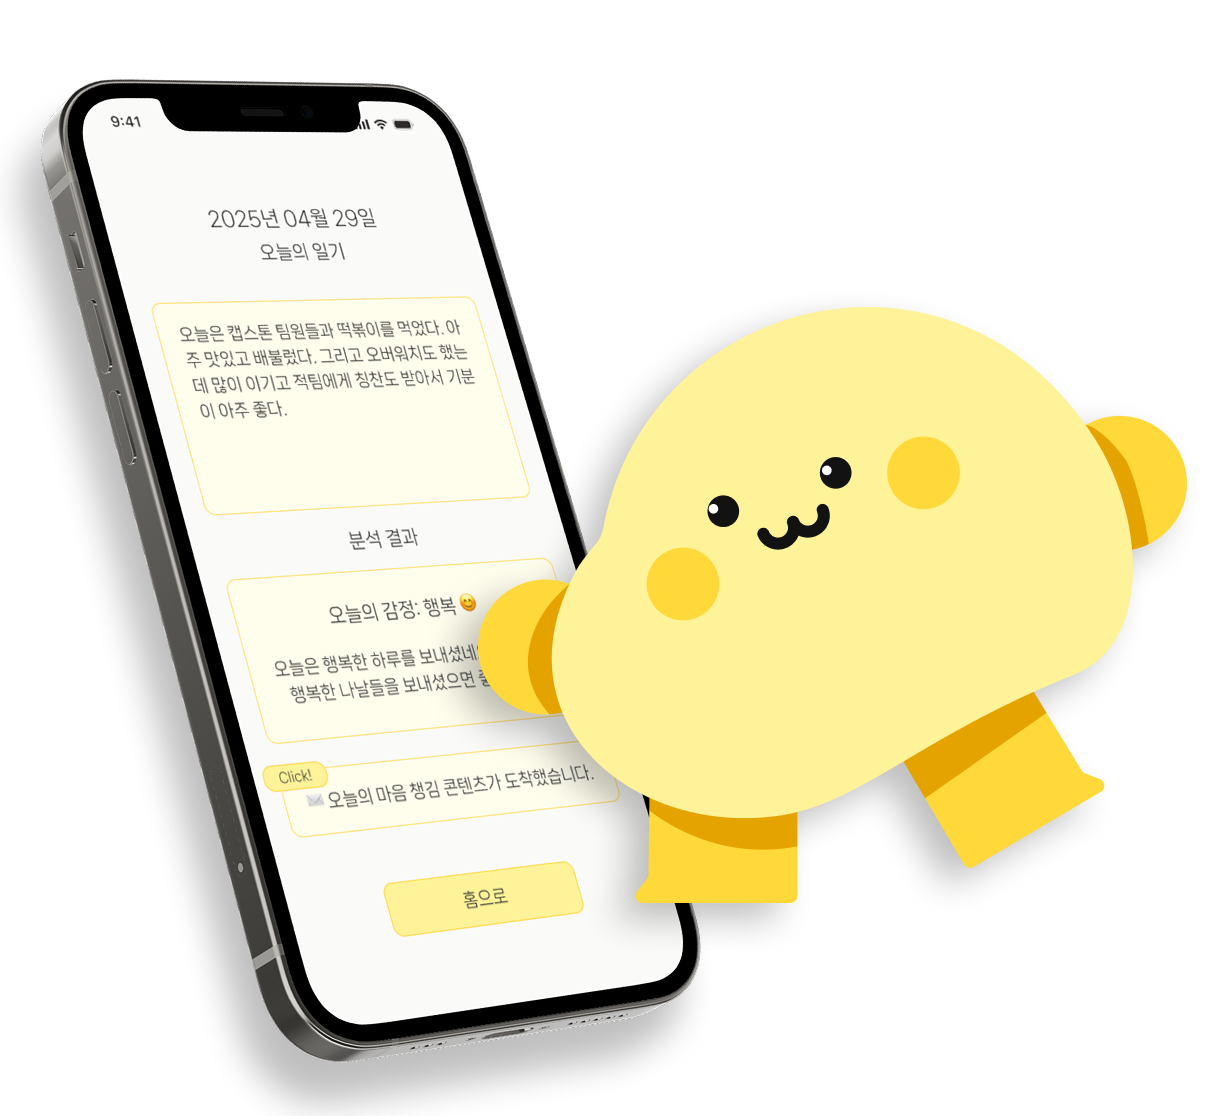 9:41
2025년 04월 29일
오늘의 일기
오늘은 캡스톤 팀원들과 떡볶이를 먹었다. 아
주 맛있고 배불렀다. 그리고 오버워치도 했는
데 많이 이기고 적팀에게 칭찬도 받아서 기분
이 아주 좋다.
분석 결과
오늘의 감정: 행복
오늘은 행복한 하루를
행복한 나날들을 보내셨으면
Click!
오늘의 마음 챙김 콘텐츠가 도착했습니다.
홈으로